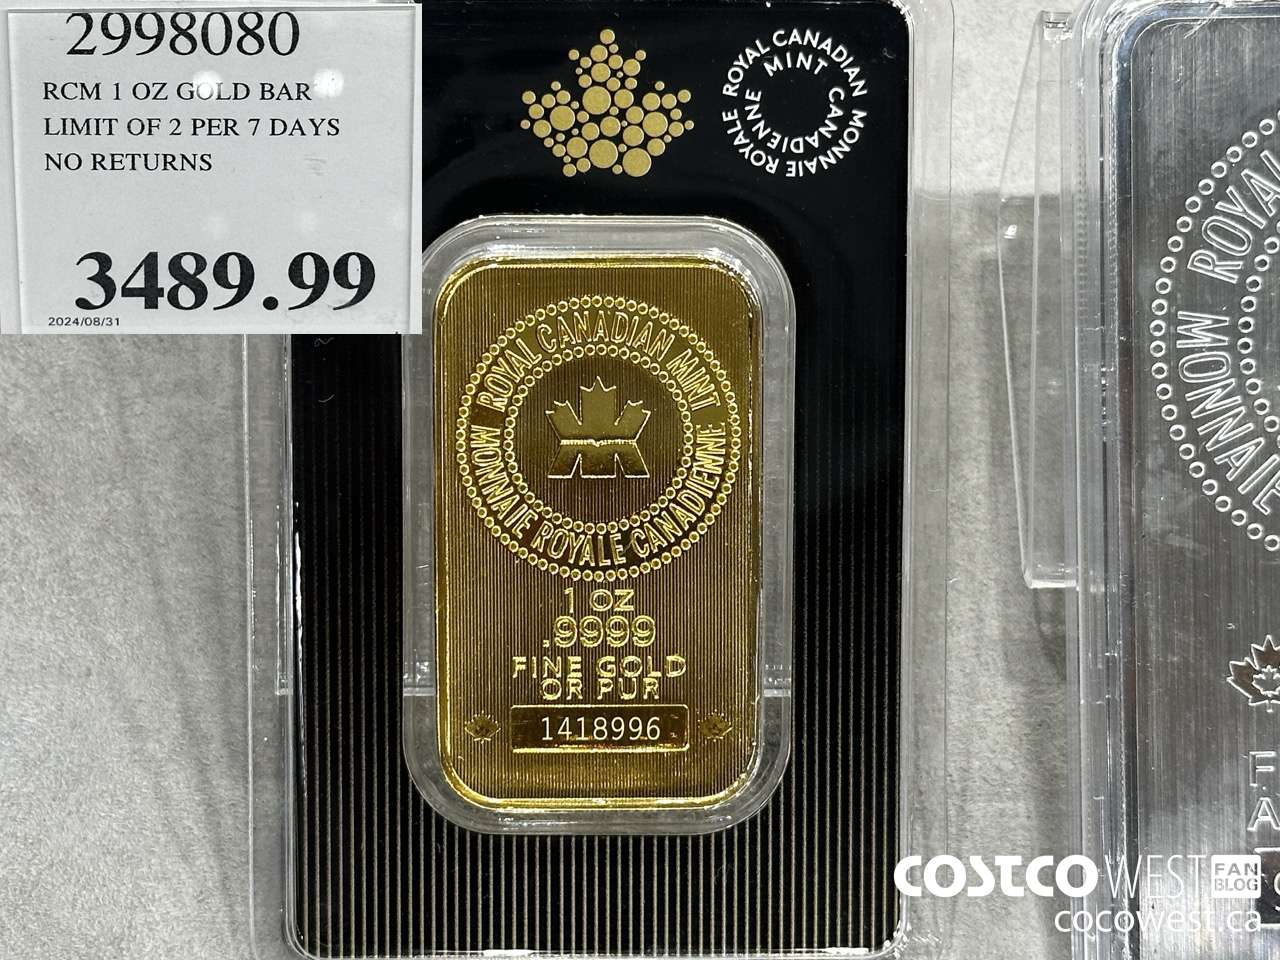 2998080
RCM 1 OZ GOLD BAR
LIMIT OF 2 PER 7 DAYS
NO RETURNS
3489.99
2024/08/31
ROYAL CANADIAN MINT
MONNAIE ROYALE CANADIENNE
ROYAL CANADIAN MINT
MONNAIE ROYALE CANADIENNE
1 OZ
.9999
FINE GOLD
OR PUR
1418996
ROYAL
MONNAIE
F
A
9
COSTCO WEST FAN BLOG
cocowest.ca